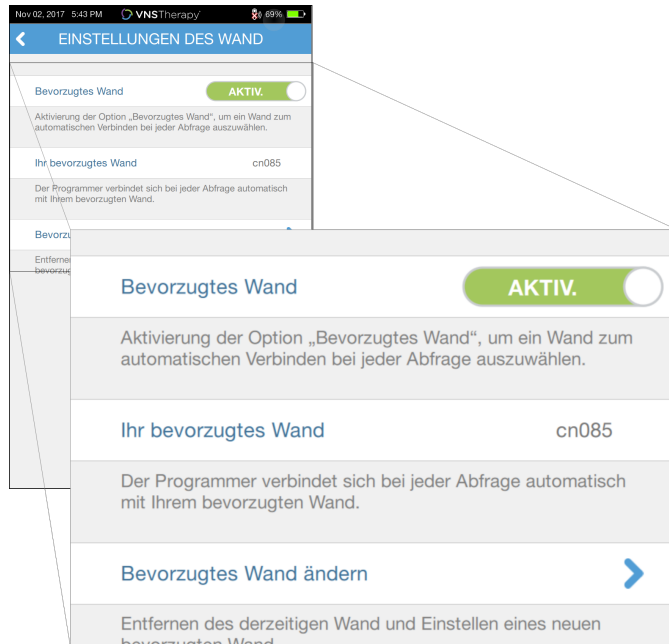 Nov 02, 2017 5:43 PM VNSTherapy 69%
EINSTELLUNGEN DES WAND
Bevorzugtes Wand AKTIV.
Aktivierung der Option „Bevorzugtes Wand“, um ein Wand zum
automatischen Verbinden bei jeder Abfrage auszuwählen.
Ihr bevorzugtes Wand cn085
Der Programmer verbindet sich bei jeder Abfrage automatisch
mit Ihrem bevorzugten Wand.
Bevorzu
Entfernen
bevorzug
Bevorzugtes Wand AKTIV.
Aktivierung der Option „Bevorzugtes Wand“, um ein Wand zum
automatischen Verbinden bei jeder Abfrage auszuwählen.
Ihr bevorzugtes Wand cn085
Der Programmer verbindet sich bei jeder Abfrage automatisch
mit Ihrem bevorzugten Wand.
Bevorzugtes Wand ändern
Entfernen des derzeitigen Wand und Einstellen eines neuen
bevorzugten Wand